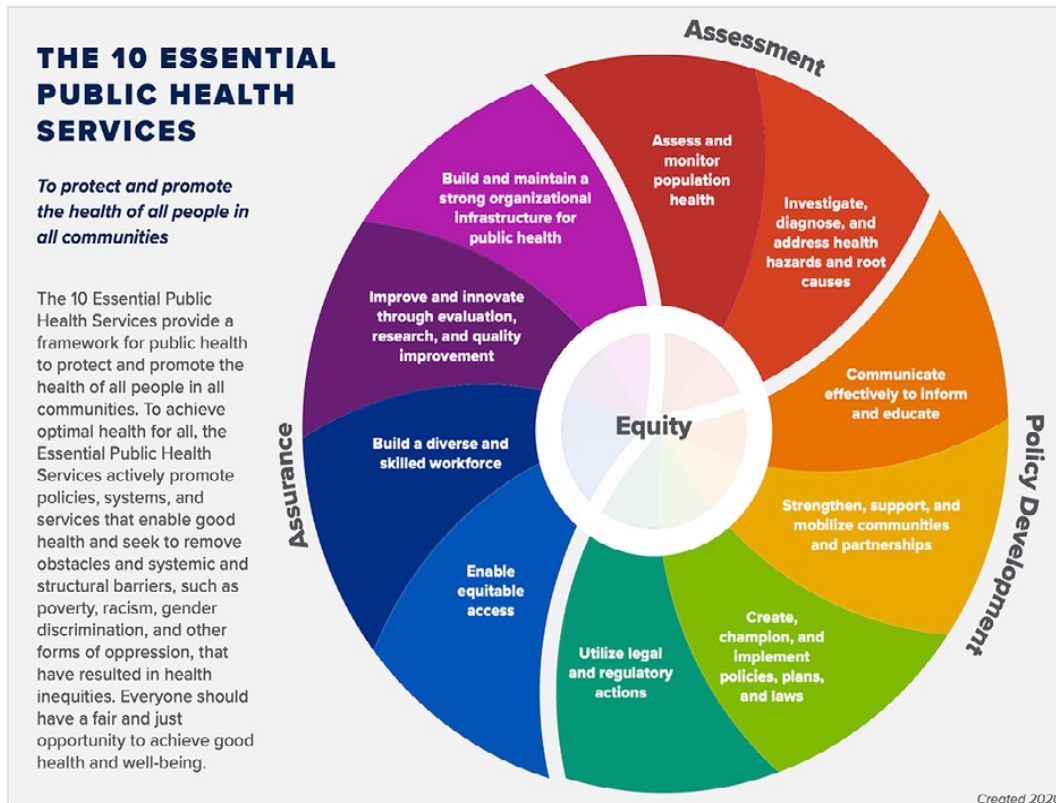 THE 10 ESSENTIAL
PUBLIC HEALTH
SERVICES
To protect and promote
the health of all people in
all communities
The 10 Essential Public
Health Services provide a
framework for public health
to protect and promote the
health of all people in all
communities. To achieve
optimal health for all, the
Essential Public Health
Services actively promote
policies, systems, and
services that enable good
health and seek to remove
obstacles and systemic and
structural barriers, such as
poverty, racism, gender
discrimination, and other
forms of oppression, that
have resulted in health
inequities. Everyone should
have a fair and just
opportunity to achieve good
health and well-being.
Assessment
Assess and
monitor
population
health
Investigate,
diagnose, and
address health
hazards and root
causes
Policy Development
Communicate
effectively to inform
and educate
Strengthen, support, and
mobilize communities
and partnerships
Create,
champion, and
implement
policies, plans,
and laws
Utilize legal
and regulatory
actions
Assurance
Enable
equitable
access
Build a diverse and
skilled workforce
Improve and innovate
through evaluation,
research, and quality
improvement
Build and maintain a
strong organizational
infrastructure for
public health
Equity
Created 2020